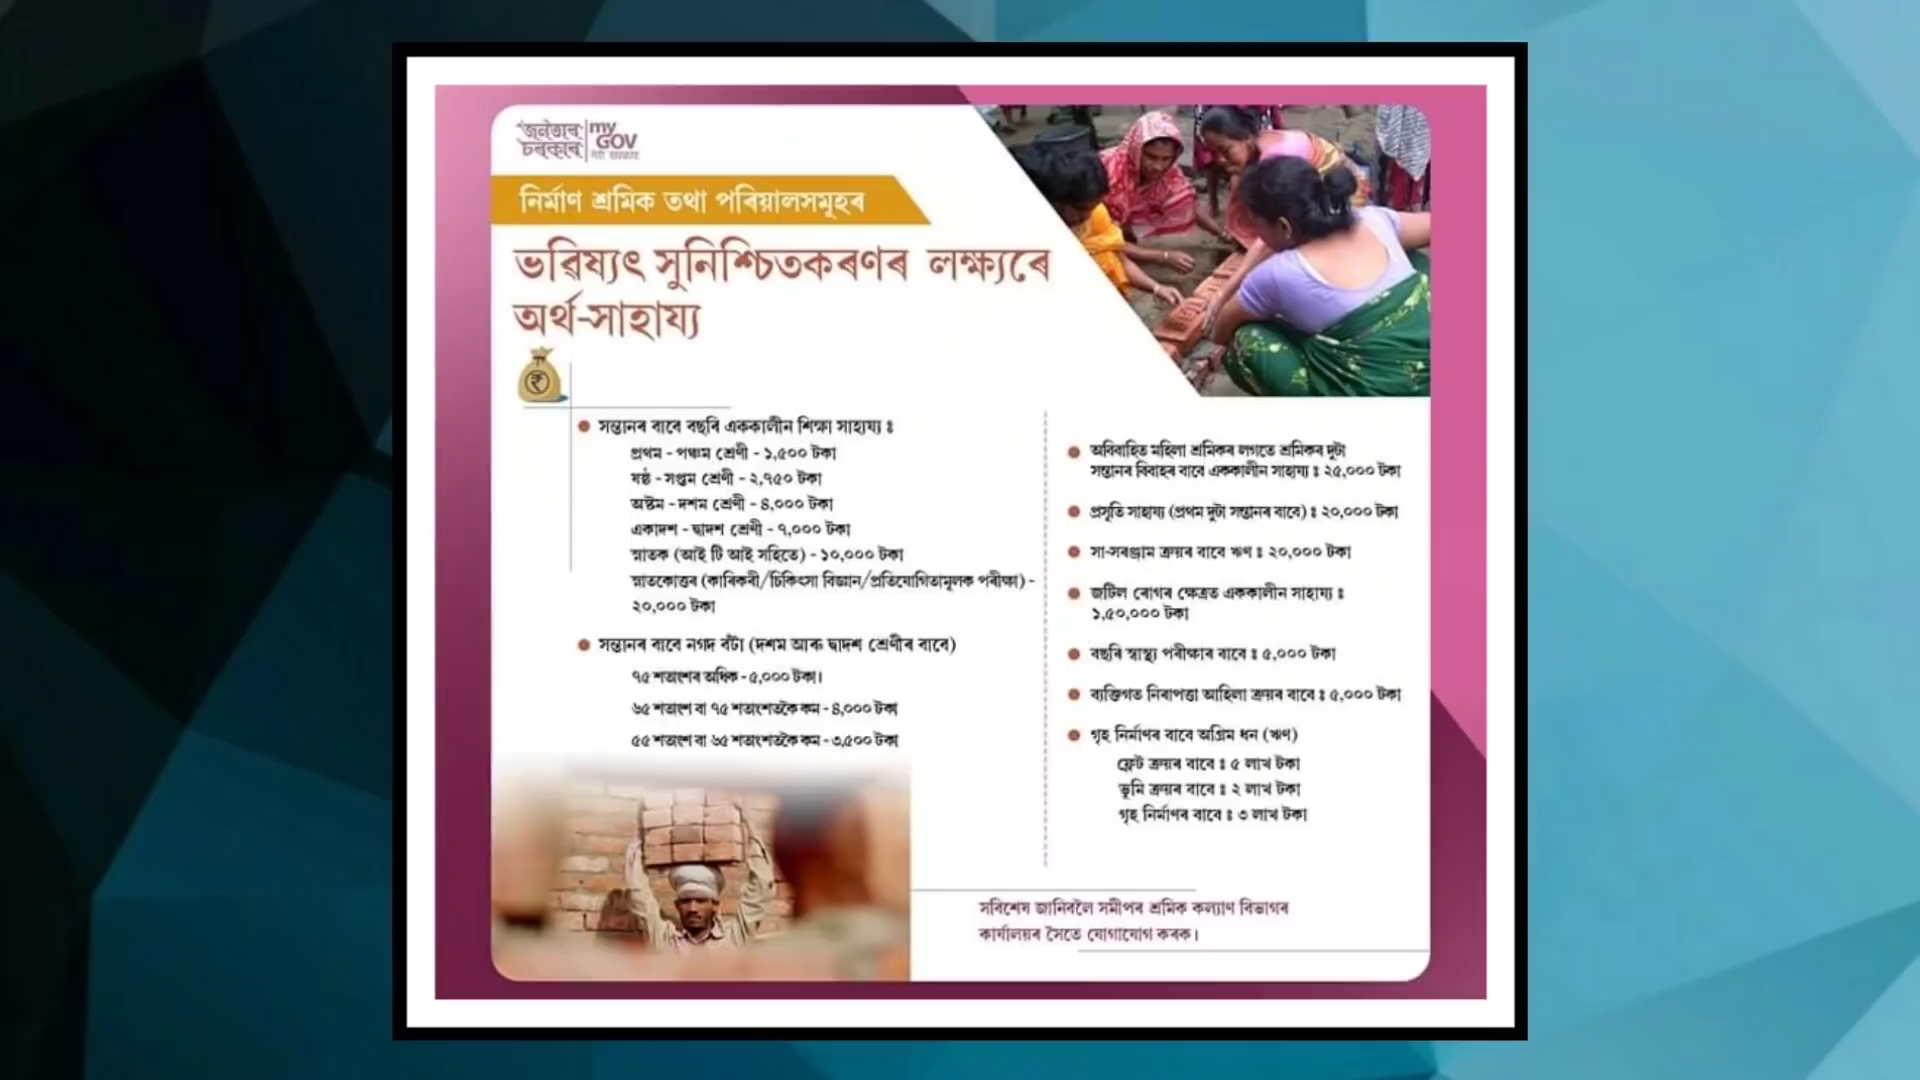 জনতাৰ
চৰকাৰ
my
GOV
নিৰ্মাণ শ্ৰমিক তথা পৰিয়ালসমূহৰ
ভৱিষ্যৎ সুনিশ্চিতকৰণৰ লক্ষ্যৰে
অৰ্থ-সাহায্য
সন্তানৰ বাবে বছৰি এককালীন শিক্ষা সাহায্য ঃ
প্ৰথম - পঞ্চম শ্ৰেণী - ১,৫০০ টকা
ষষ্ঠ - সপ্তম শ্ৰেণী - ২,৭৫০ টকা
অষ্টম - দশম শ্ৰেণী - ৪,০০০ টকা
একাদশ - দ্বাদশ শ্ৰেণী - ৭,০০০ টকা
স্নাতক (আই টি আই সহিতে) - ১০,০০০ টকা
স্নাতকোত্তৰ (কাৰিকৰী/চিকিৎসা বিজ্ঞান/প্ৰতিযোগিতামূলক পৰীক্ষা) -
২০,০০০ টকা
সন্তানৰ বাবে নগদ বঁটা (দশম আৰু দ্বাদশ শ্ৰেণীৰ বাবে)
৭৫ শতাংশৰ অধিক - ৫,০০০ টকা।
৬৫ শতাংশ বা ৭৫ শতাংশতকৈ কম - ৪,০০০ টকা
৫৫ শতাংশ বা ৬৫ শতাংশতকৈ কম - ৩,৫০০ টকা
অবিবাহিত মহিলা শ্ৰমিকৰ লগতে শ্ৰমিকৰ দুটা
সন্তানৰ বিবাহৰ বাবে এককালীন সাহায্য ঃ ২৫,০০০ টকা
প্ৰসূতি সাহায্য (প্ৰথম দুটা সন্তানৰ বাবে) ঃ ২০,০০০ টকা
সা-সৰঞ্জাম ক্ৰয়ৰ বাবে ঋণ ঃ ২০,০০০ টকা
জটিল ৰোগৰ ক্ষেত্ৰত এককালীন সাহায্য ঃ
১,৫০,০০০ টকা
বছৰি স্বাস্থ্য পৰীক্ষাৰ বাবে ঃ ৫,০০০ টকা
ব্যক্তিগত নিৰাপত্তা আহিলা ক্ৰয়ৰ বাবে ঃ ৫,০০০ টকা
গৃহ নিৰ্মাণৰ বাবে অগ্ৰিম ধন (ঋণ)
ফ্লেট ক্ৰয়ৰ বাবে ঃ ৫ লাখ টকা
ভূমি ক্ৰয়ৰ বাবে ঃ ২ লাখ টকা
গৃহ নিৰ্মাণৰ বাবে ঃ ৩ লাখ টকা
সবিশেষ জানিবলৈ সমীপৰ শ্ৰমিক কল্যাণ বিভাগৰ
কাৰ্যালয়ৰ সৈতে যোগাযোগ কৰক।